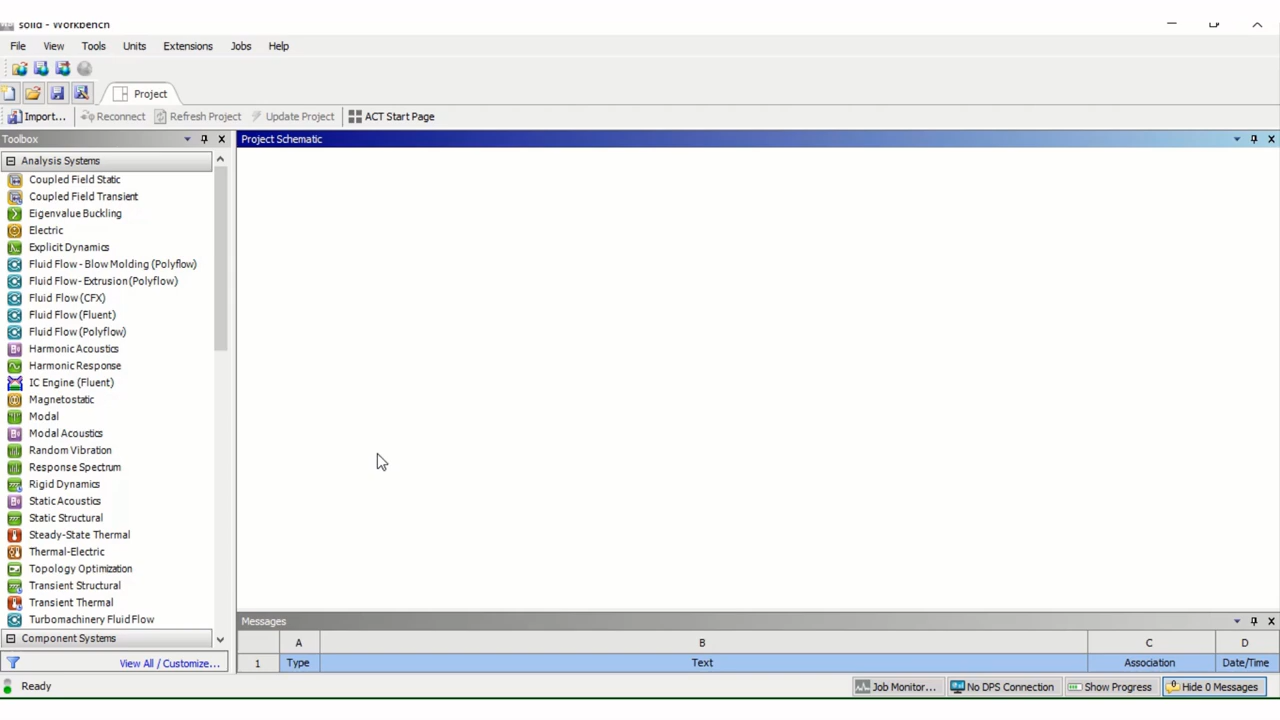 solid - Workbench
File View Tools Units Extensions Jobs Help
Project
Import... Reconnect Refresh Project Update Project ACT Start Page
Toolbox
Project Schematic
Analysis Systems
Coupled Field Static
Coupled Field Transient
Eigenvalue Buckling
Electric
Explicit Dynamics
Fluid Flow - Blow Molding (Polyflow)
Fluid Flow- Extrusion (Polyflow)
Fluid Flow (CFX)
Fluid Flow (Fluent)
Fluid Flow (Polyflow)
Harmonic Acoustics
Harmonic Response
IC Engine (Fluent)
Magnetostatic
Modal
Modal Acoustics
Random Vibration
Response Spectrum
Rigid Dynamics
Static Acoustics
Static Structural
Steady-State Thermal
Thermal-Electric
Topology Optimization
Transient Structural
Transient Thermal
Turbomachinery Fluid Flow
Component Systems
View All / Customize...
Messages
A B C D
1 Type Text Association Date/Time
Ready
Job Monitor... No DPS Connection Show Progress 0 Hide 0 Messages